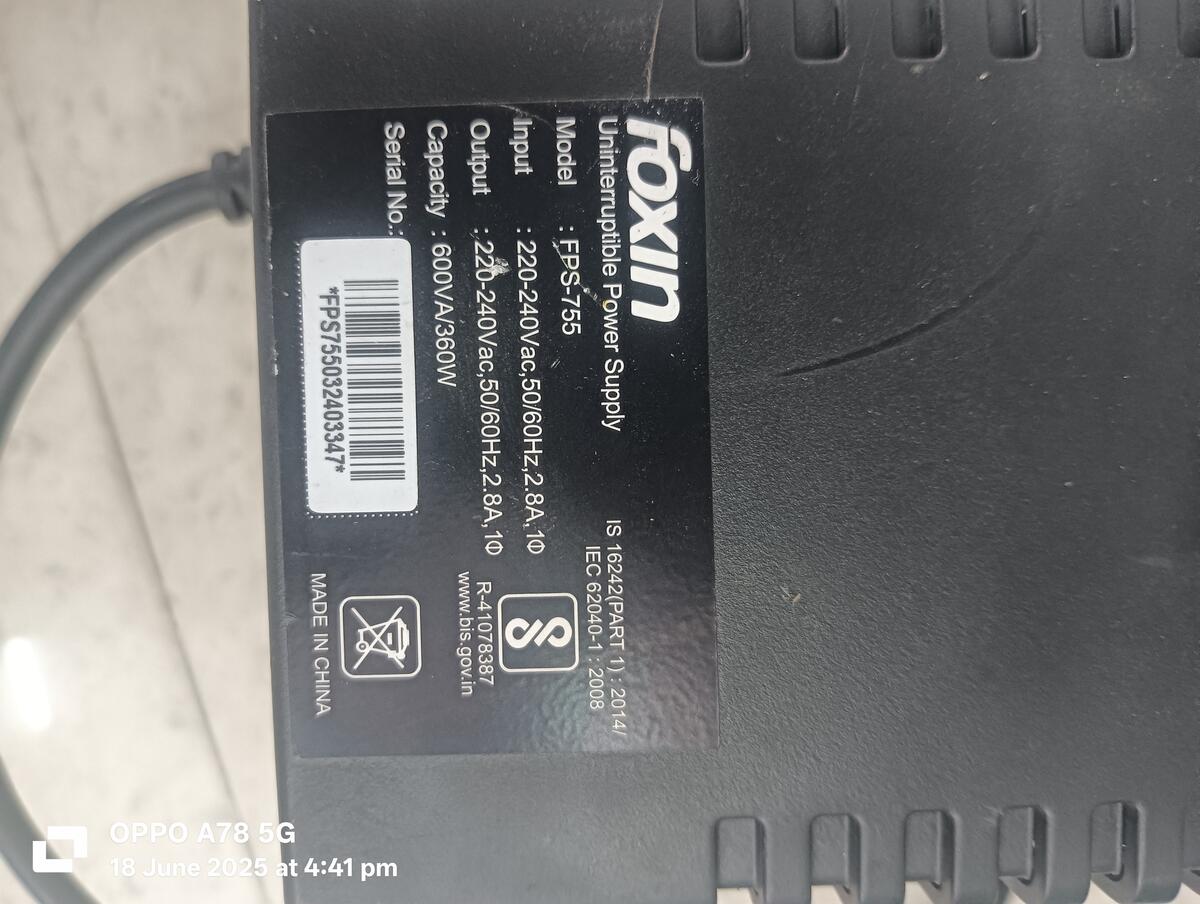 FOXIN
Uninterruptible Power Supply
IS 16242(PART 1) : 2014/
IEC 62040-1 : 2008
Model : FPS-755
Input : 220-240Vac,50/60Hz,2.8A,1Φ
Output : 220-240Vac,50/60Hz,2.8A,1Φ
R-41078387
www.bis.gov.in
Capacity : 600VA/360W
Serial No.:
*FPS755032403347*
MADE IN CHINA
OPPO A78 5G
18 June 2025 at 4:41 pm